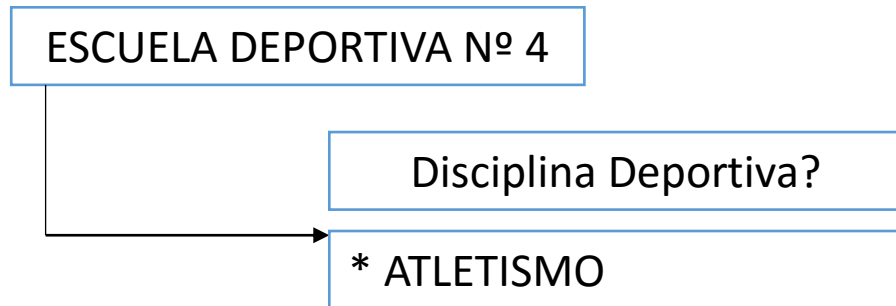 ESCUELA DEPORTIVA Nº 4
Disciplina Deportiva?
* ATLETISMO